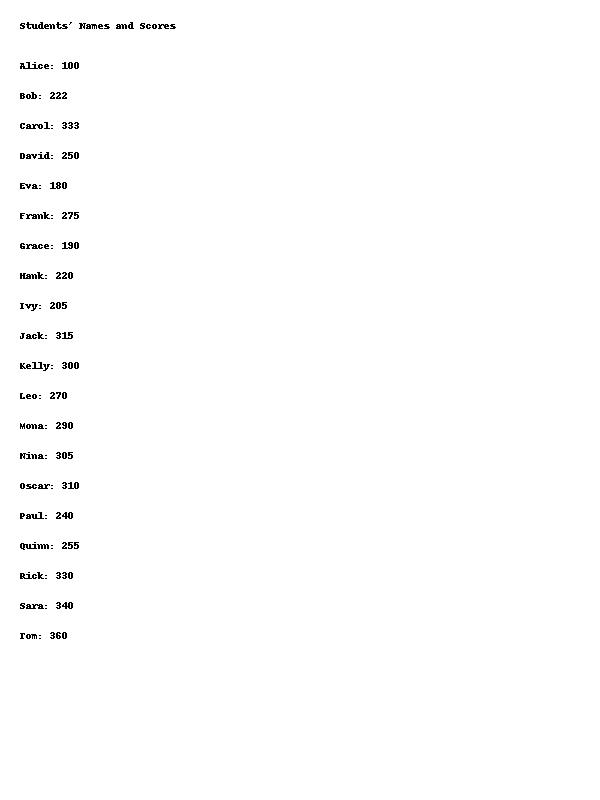 Students' Names and Scores
Alice: 100
Bob: 222
Carol: 333
David: 250
Eva: 180
Frank: 275
Grace: 190
Hank: 220
Ivy: 205
Jack: 315
Kelly: 300
Leo: 270
Mona: 290
Nina: 305
Oscar: 310
Paul: 240
Quinn: 255
Rick: 330
Sara: 340
Tom: 360